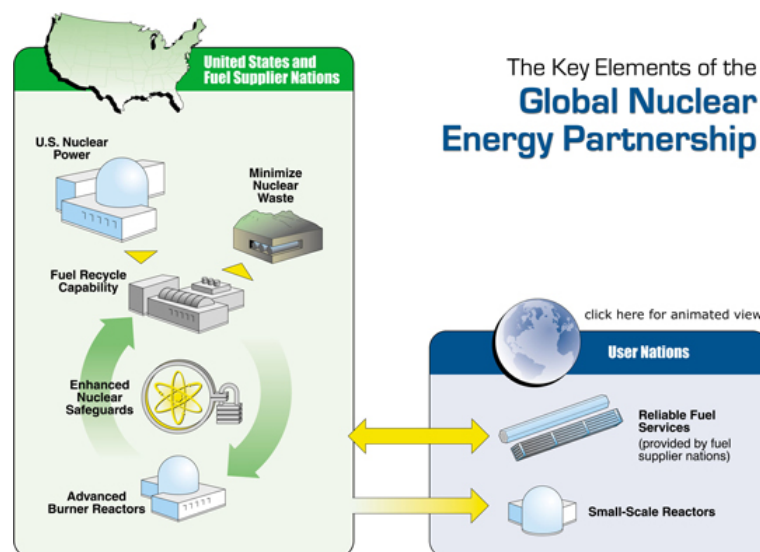 United States and
Fuel Supplier Nations
The Key Elements of the
Global Nuclear
Energy Partnership
U.S. Nuclear
Power
Minimize
Nuclear
Waste
Fuel Recycle
Capability
Enhanced
Nuclear
Safeguards
Advanced
Burner Reactors
click here for animated view
User Nations
Reliable Fuel
Services
(provided by fuel
supplier nations)
Small-Scale Reactors